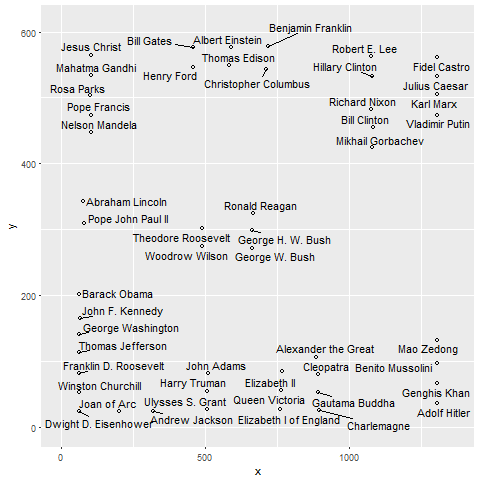 600
400
200
0
y
Benjamin Franklin
Bill Gates
Albert Einstein
Jesus Christ
Robert E. Lee
Thomas Edison
Mahatma Gandhi
Hillary Clinton
Fidel Castro
Henry Ford
Christopher Columbus
Rosa Parks
Julius Caesar
Pope Francis
Richard Nixon
Karl Marx
Nelson Mandela
Bill Clinton
Vladimir Putin
Mikhail Gorbachev
Abraham Lincoln
Ronald Reagan
Pope John Paul II
Theodore Roosevelt
George H. W. Bush
Woodrow Wilson
George W. Bush
Barack Obama
John F. Kennedy
George Washington
Thomas Jefferson
Alexander the Great
Mao Zedong
Franklin D. Roosevelt
John Adams
Cleopatra
Benito Mussolini
Winston Churchill
Harry Truman
Elizabeth II
Genghis Khan
Joan of Arc
Ulysses S. Grant
Queen Victoria
Gautama Buddha
Adolf Hitler
Dwight D. Eisenhower
Andrew Jackson
Elizabeth I of England
Charlemagne
0
500
1000
x